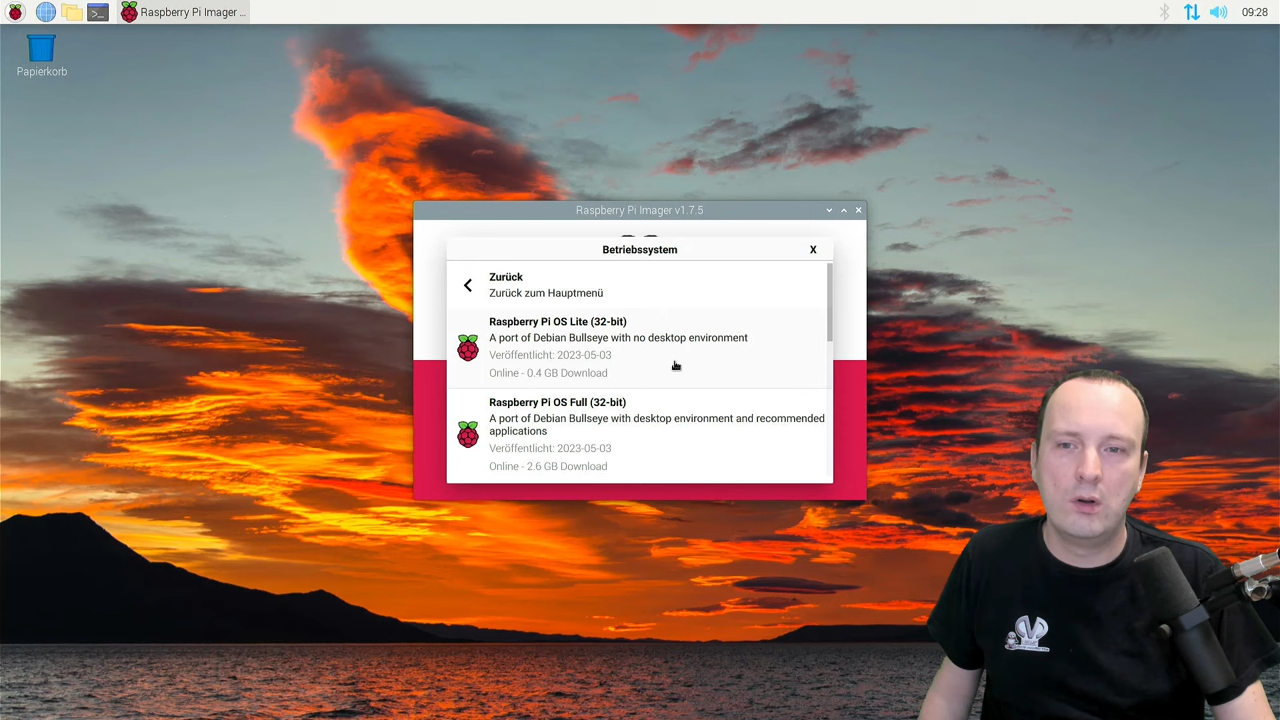 Raspberry Pi Imager ...
09:28
Papierkorb
Raspberry Pi Imager v1.7.5
Betriebssystem
X
Zurück
Zurück zum Hauptmenü
Raspberry Pi OS Lite (32-bit)
A port of Debian Bullseye with no desktop environment
Veröffentlicht: 2023-05-03
Online - 0.4 GB Download
Raspberry Pi OS Full (32-bit)
A port of Debian Bullseye with desktop environment and recommended
applications
Veröffentlicht: 2023-05-03
Online - 2.6 GB Download